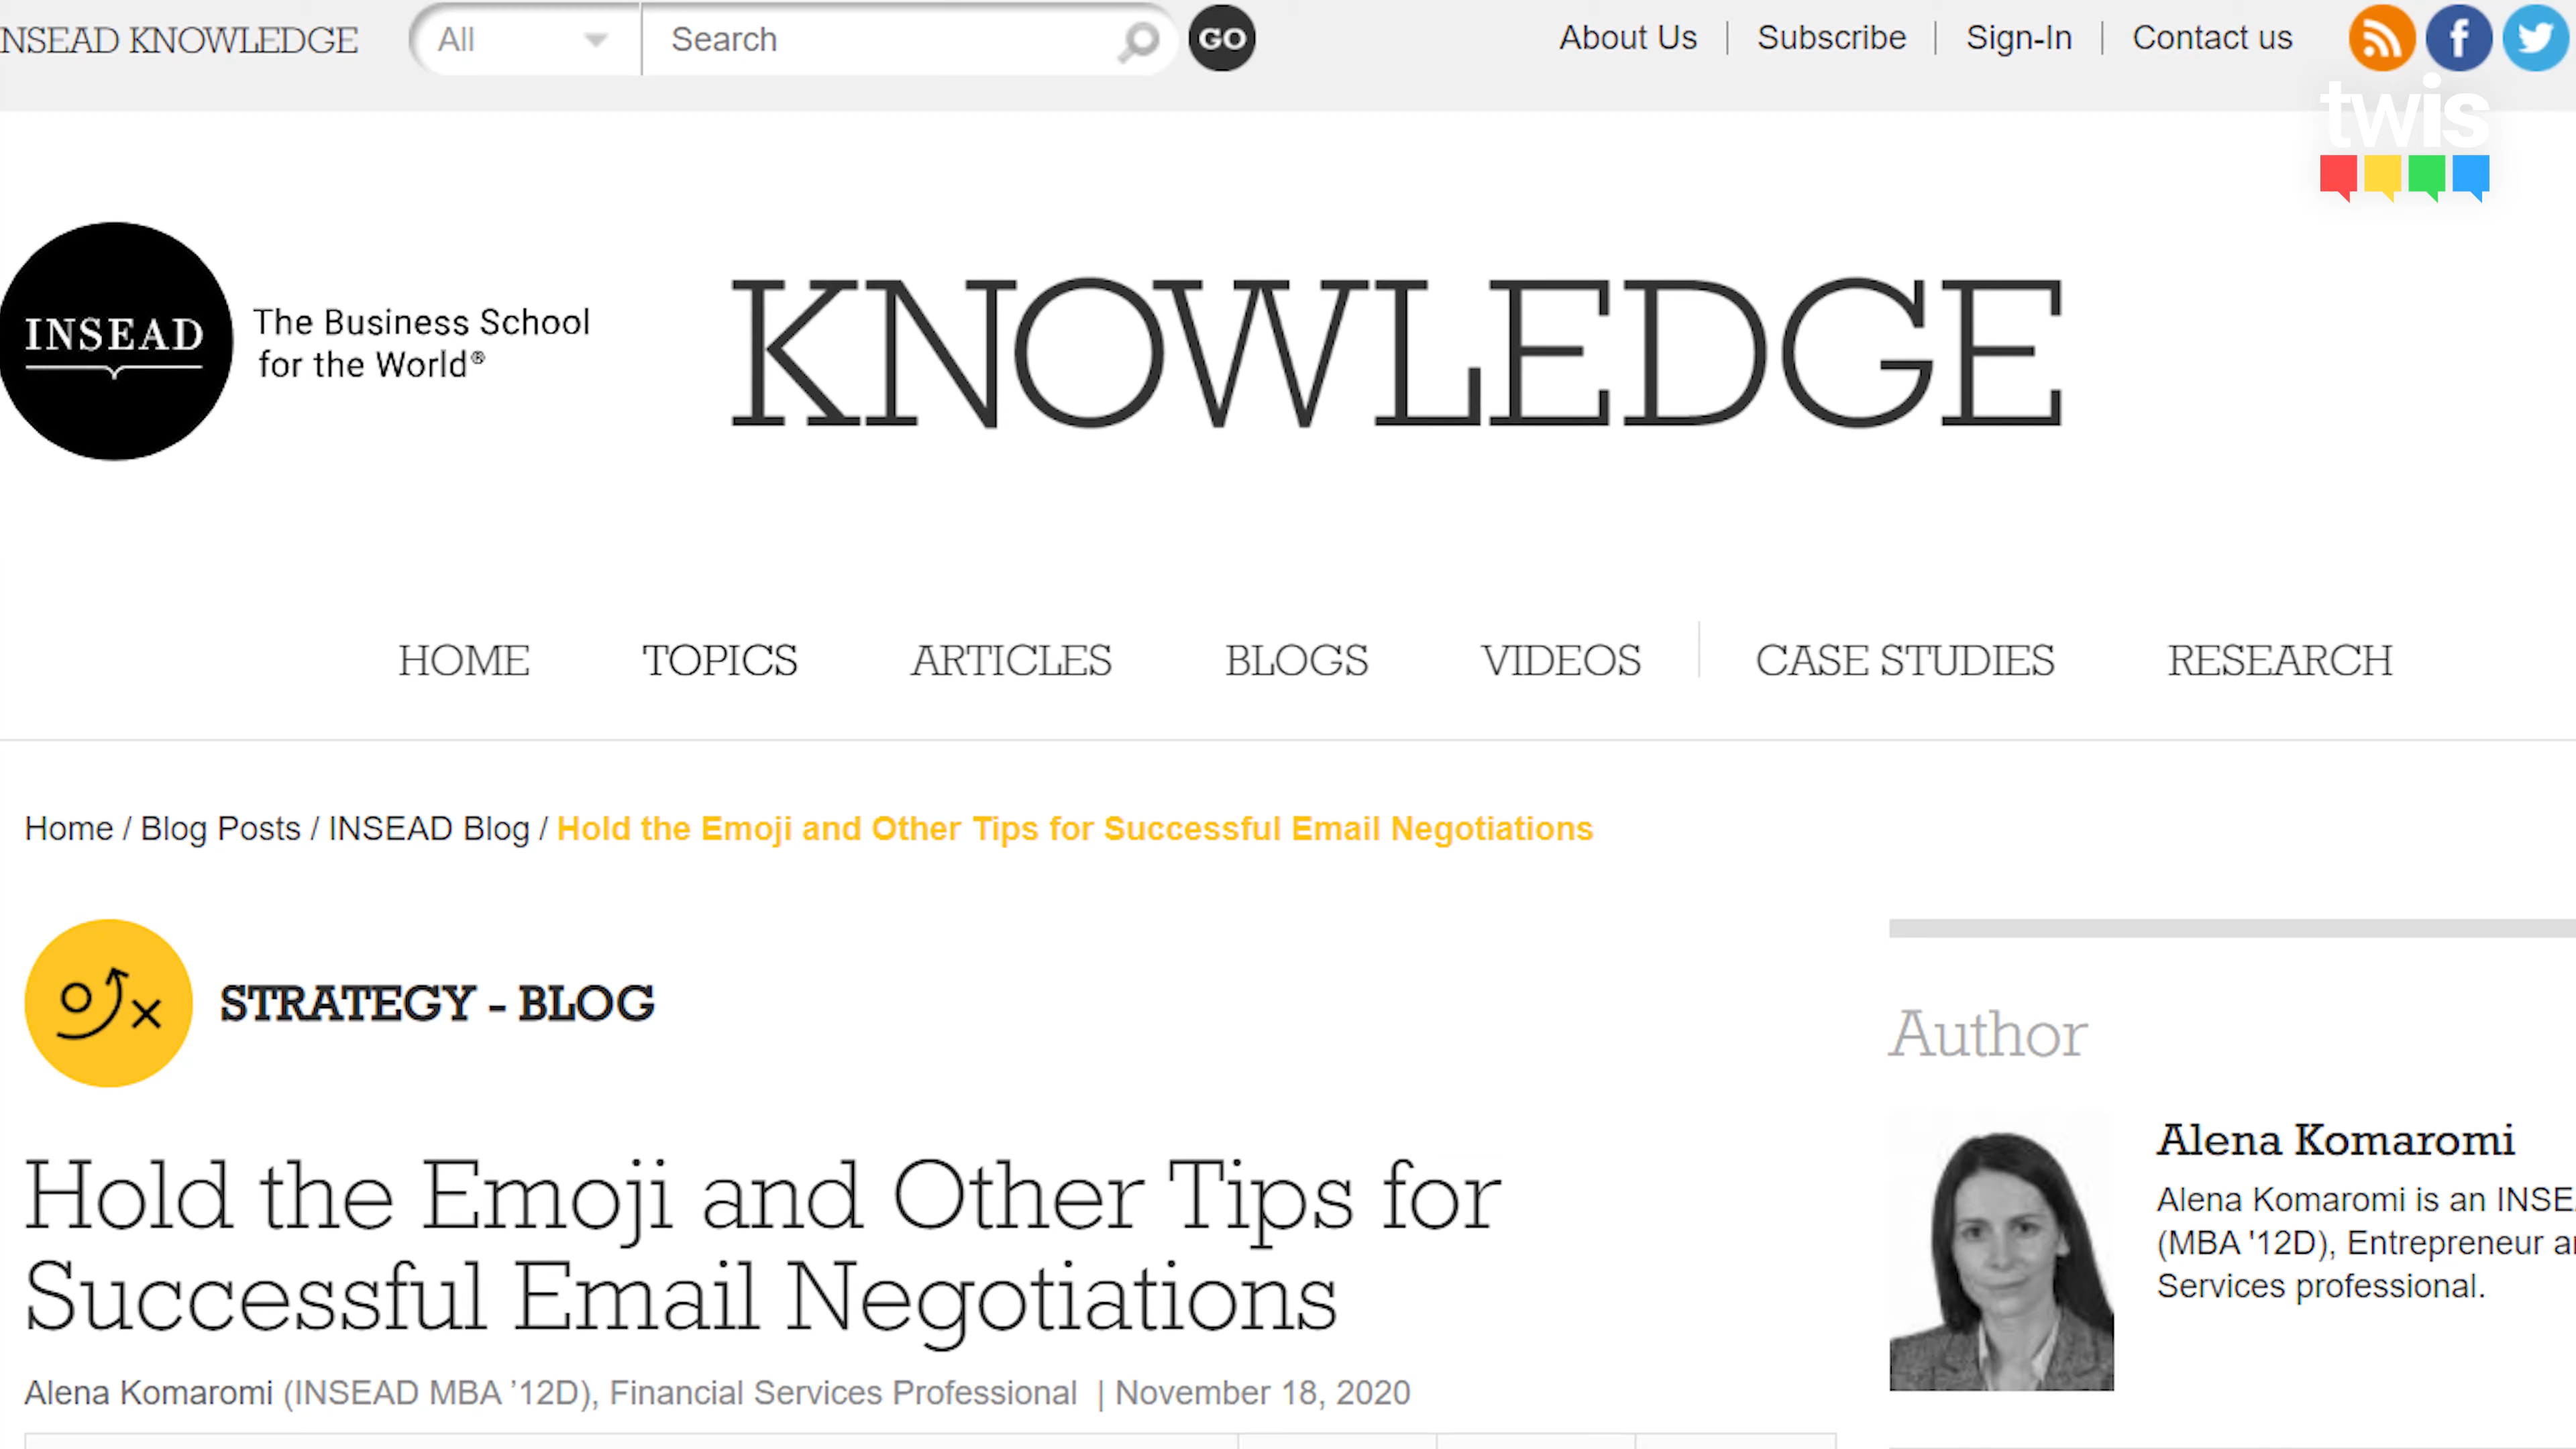 NSEAD KNOWLEDGE
All
Search
GO
About Us
Subscribe
Sign-In
Contact us
twis
INSEAD
The Business School
for the World®
KNOWLEDGE
HOME
TOPICS
ARTICLES
BLOGS
VIDEOS
CASE STUDIES
RESEARCH
Home / Blog Posts / INSEAD Blog / Hold the Emoji and Other Tips for Successful Email Negotiations
STRATEGY - BLOG
Hold the Emoji and Other Tips for
Successful Email Negotiations
Alena Komaromi (INSEAD MBA ’12D), Financial Services Professional | November 18, 2020
Author
Alena Komaromi
Alena Komaromi is an INSE
(MBA '12D), Entrepreneur a
Services professional.